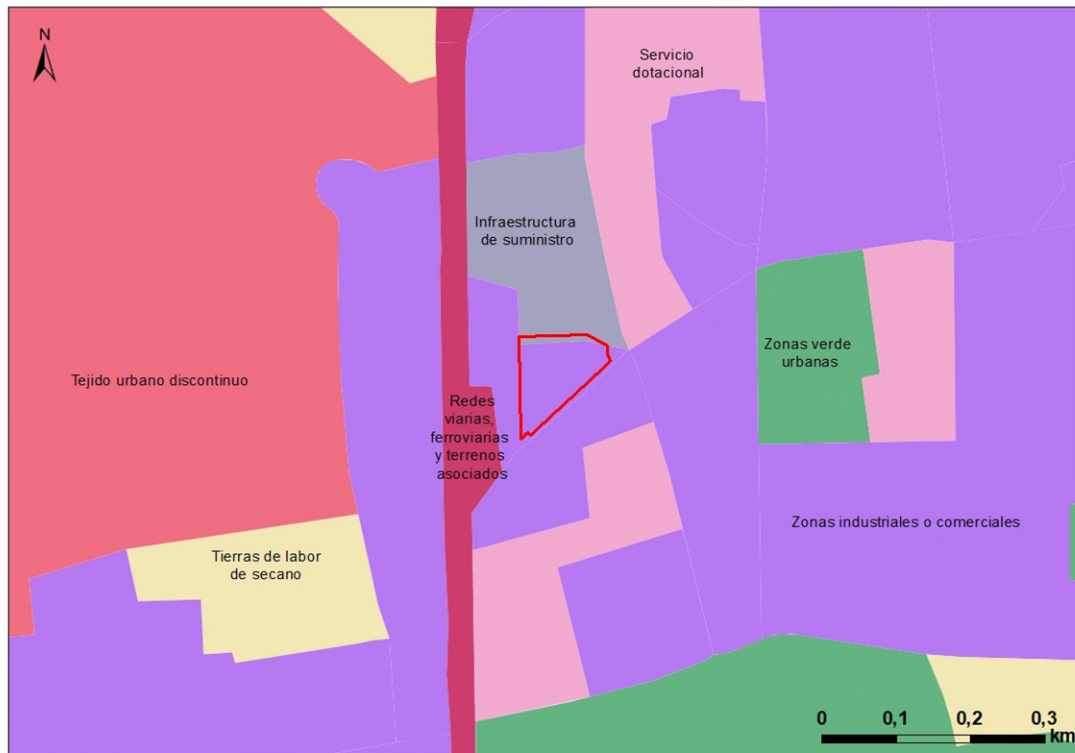 N
Servicio
dotacional
Infraestructura
de suministro
Zonas verde
urbanas
Tejido urbano discontinuo
Redes
viarias,
ferroviarias
y terrenos
asociados
Zonas industriales o comerciales
Tierras de labor
de secano
0 0,1 0,2 0,3
km